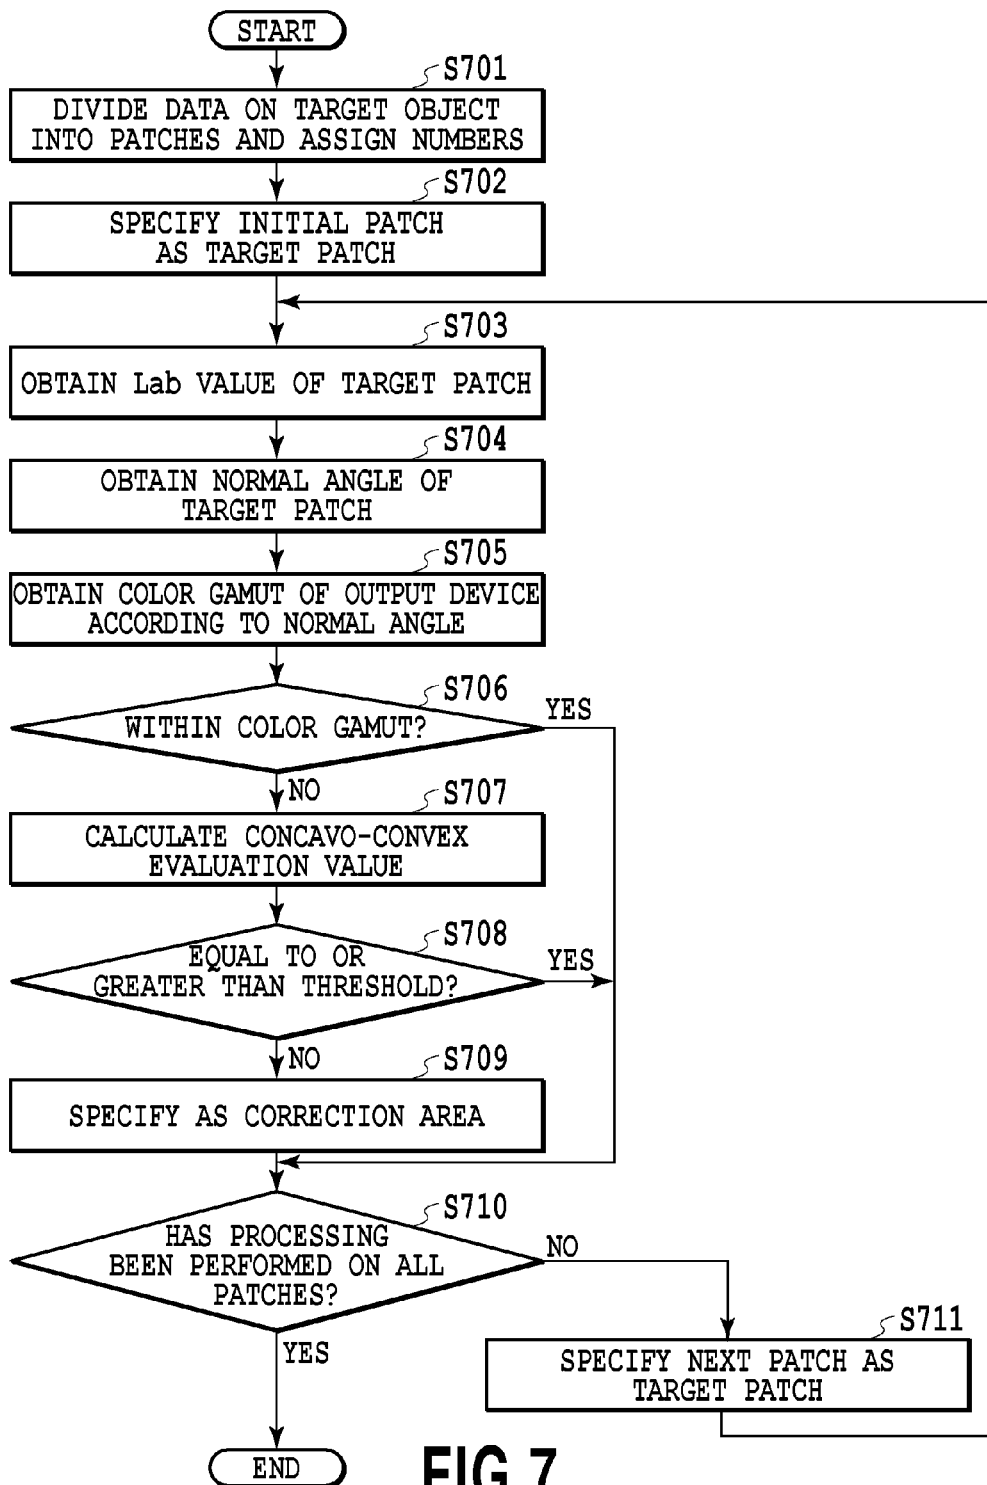 START
S701
DIVIDE DATA ON TARGET OBJECT
INTO PATCHES AND ASSIGN NUMBERS
S702
SPECIFY INITIAL PATCH
AS TARGET PATCH
S703
OBTAIN Lab VALUE OF TARGET PATCH
S704
OBTAIN NORMAL ANGLE OF
TARGET PATCH
S705
OBTAIN COLOR GAMUT OF OUTPUT DEVICE
ACCORDING TO NORMAL ANGLE
S706
WITHIN COLOR GAMUT?
YES
NO
S707
CALCULATE CONCAVO-CONVEX
EVALUATION VALUE
S708
EQUAL TO OR
GREATER THAN THRESHOLD?
YES
NO
S709
SPECIFY AS CORRECTION AREA
S710
HAS PROCESSING
BEEN PERFORMED ON ALL
PATCHES?
NO
YES
S711
SPECIFY NEXT PATCH AS
TARGET PATCH
END
FIG.7